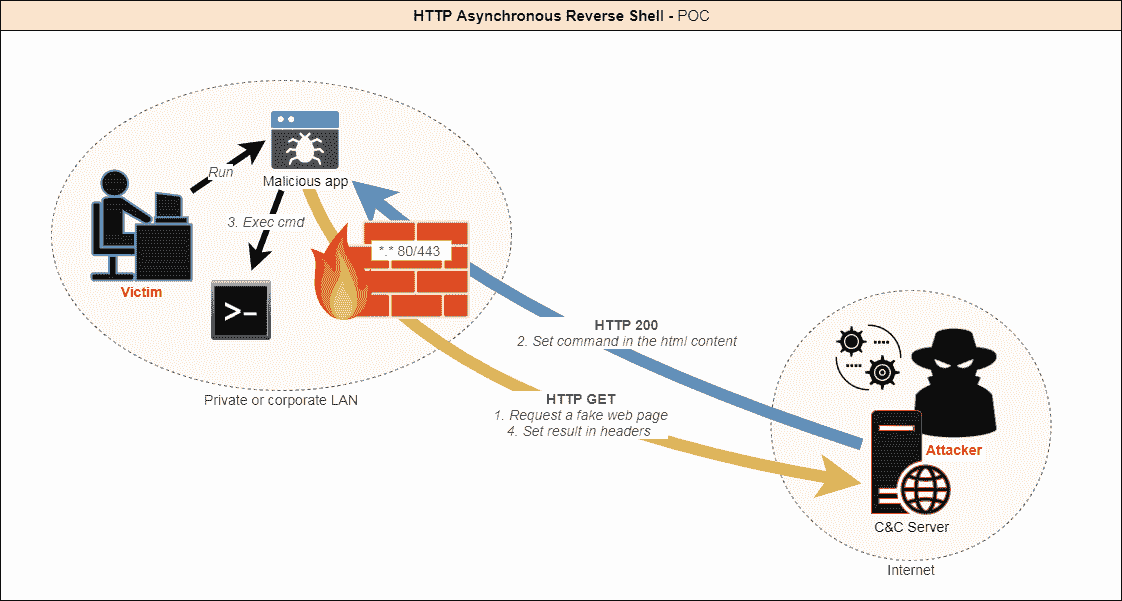 HTTP Asynchronous Reverse Shell - POC
Run
Malicious app
3. Exec cmd
*.* 80/443
Victim
>-
HTTP 200
2. Set command in the html content
Private or corporate LAN
HTTP GET
1. Request a fake web page
4. Set result in headers
Attacker
C&C Server
Internet